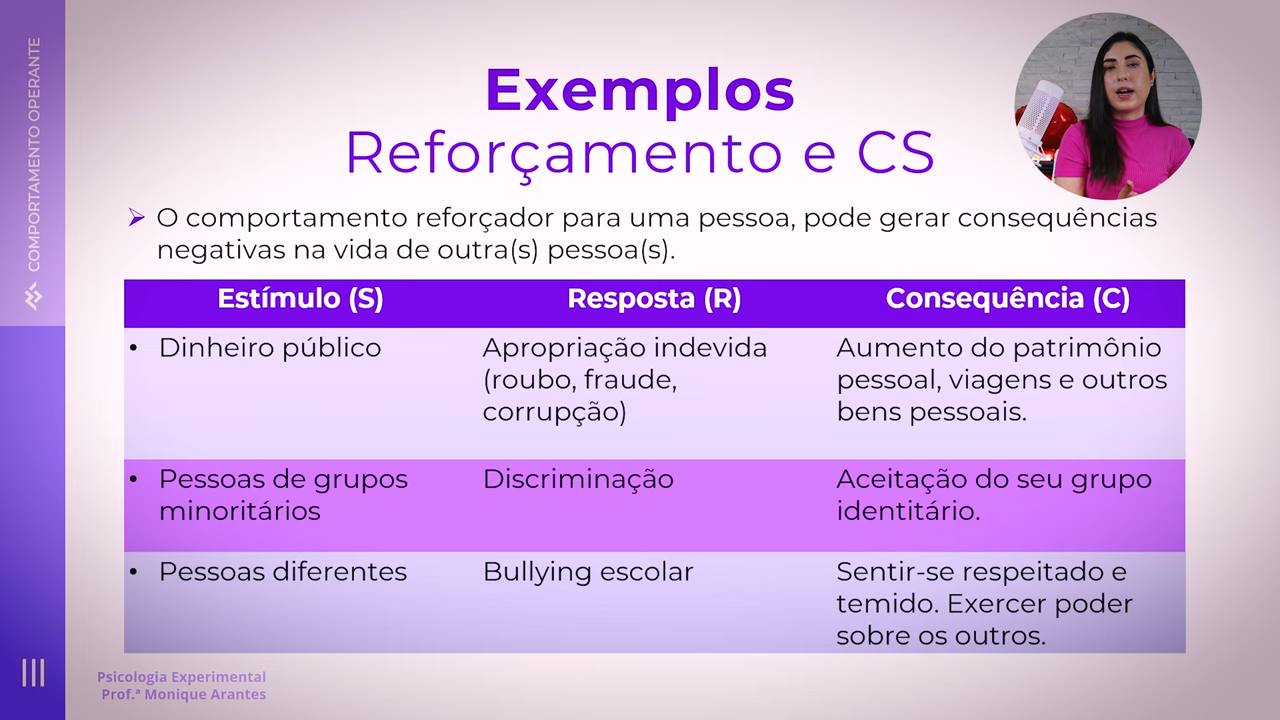 COMPORTAMENTO OPERANTE
Exemplos
Reforçamento e CS
➢ O comportamento reforçador para uma pessoa, pode gerar consequências
negativas na vida de outra(s) pessoa(s).
Estímulo (S) Resposta (R) Consequência (C)
• Dinheiro público
Apropriação indevida
(roubo, fraude,
corrupção)
Aumento do patrimônio
pessoal, viagens e outros
bens pessoais.
• Pessoas de grupos
minoritários
Discriminação
Aceitação do seu grupo
identitário.
• Pessoas diferentes
Bullying escolar
Sentir-se respeitado e
temido. Exercer poder
sobre os outros.
Psicologia Experimental
Prof.ª Monique Arantes